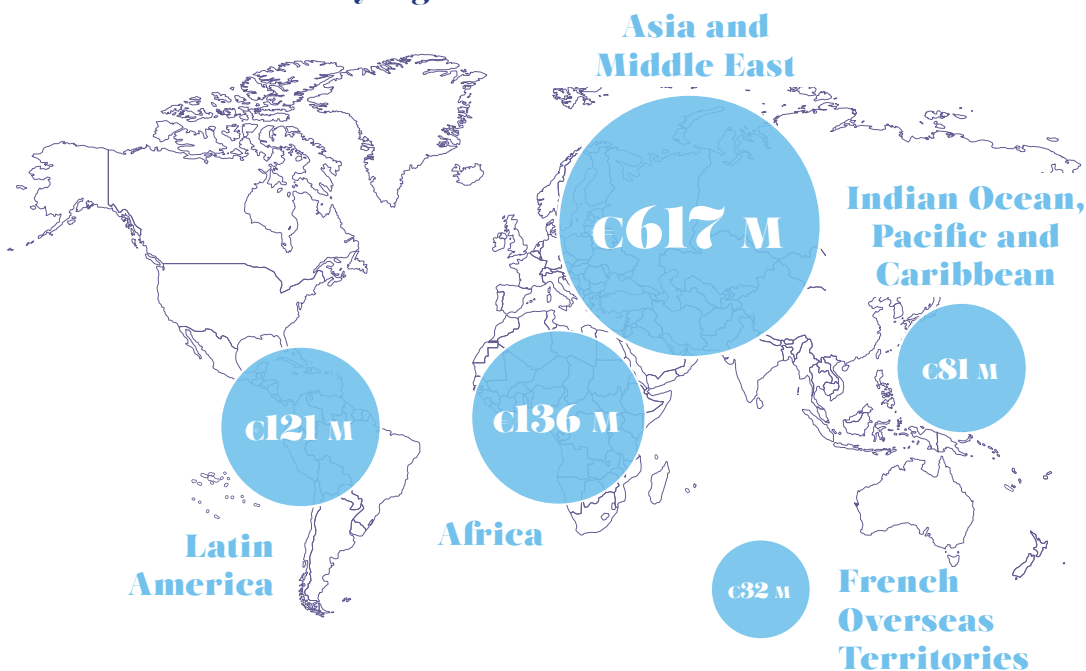 Asia and
Middle East
€617 M
Indian Ocean,
Pacific and
Caribbean
€81 M
€121 M
€136 M
Latin
America
Africa
€32 M
French
Overseas
Territories